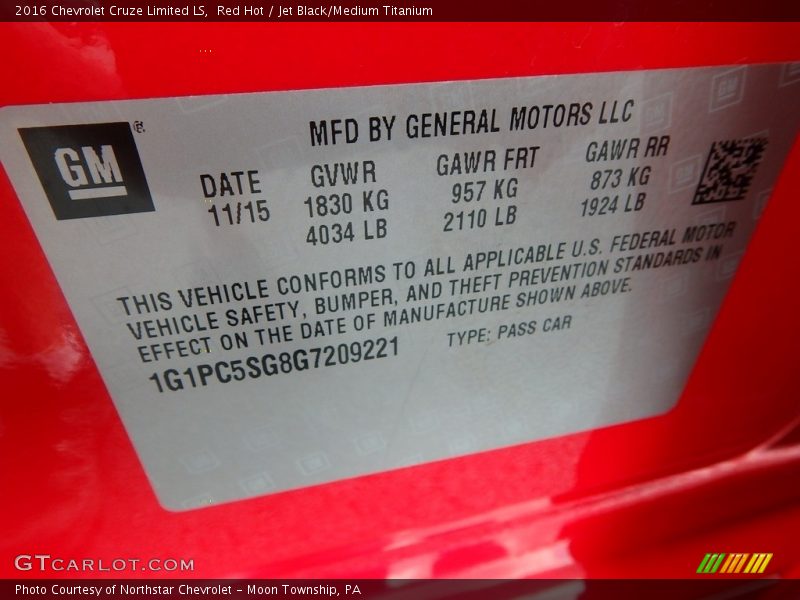 2016 Chevrolet Cruze Limited LS,  Red Hot / Jet Black/Medium Titanium
GM®
MFD BY GENERAL MOTORS LLC
DATE GVWR GAWR FRT GAWR RR
11/15 1830 KG 957 KG 873 KG
4034 LB 2110 LB 1924 LB
THIS VEHICLE CONFORMS TO ALL APPLICABLE U.S. FEDERAL MOTOR
VEHICLE SAFETY, BUMPER, AND THEFT PREVENTION STANDARDS IN
EFFECT ON THE DATE OF MANUFACTURE SHOWN ABOVE.
1G1PC5SG8G7209221 TYPE: PASS CAR
GTCARLOT.COM
Photo Courtesy of Northstar Chevrolet - Moon Township, PA